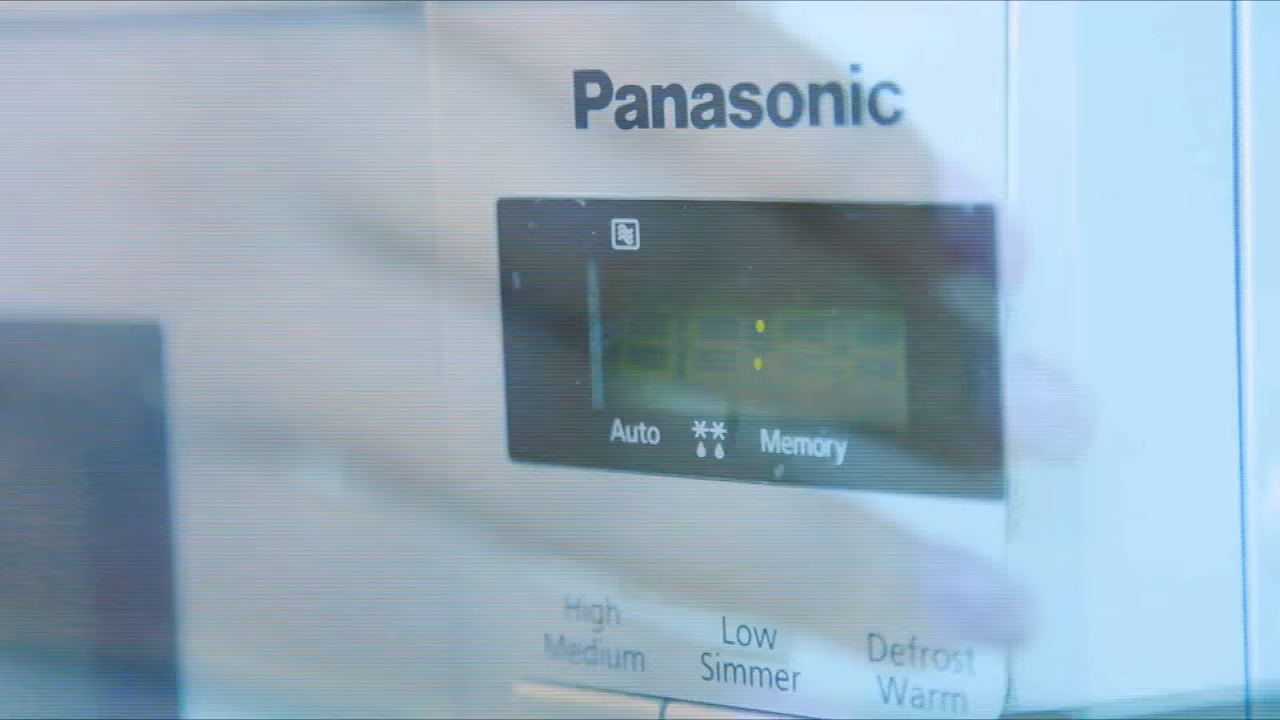 Panasonic
:
Auto Memory
High Low Defrost
Medium Simmer Warm